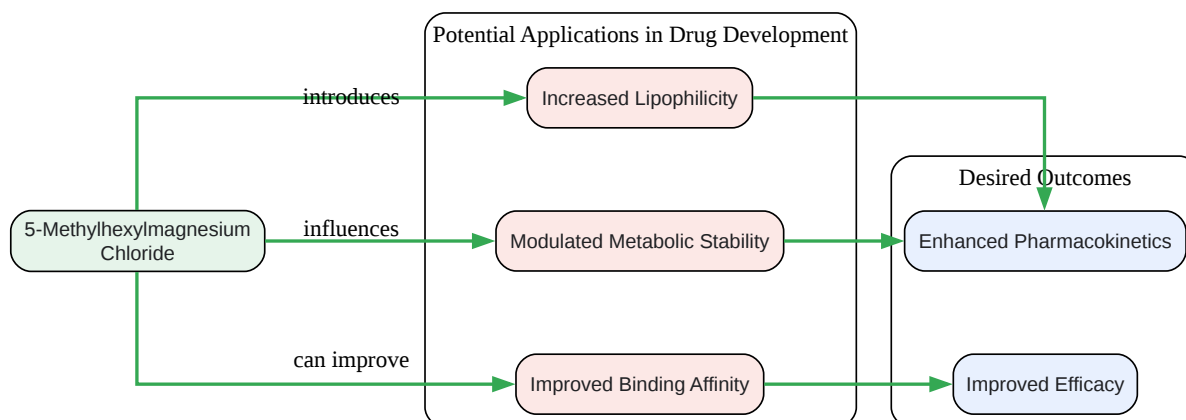 Potential Applications in Drug Development
introduces
Increased Lipophilicity
Desired Outcomes
5-Methylhexylmagnesium
Chloride
influences
Modulated Metabolic Stability
Enhanced Pharmacokinetics
can improve
Improved Binding Affinity
Improved Efficacy